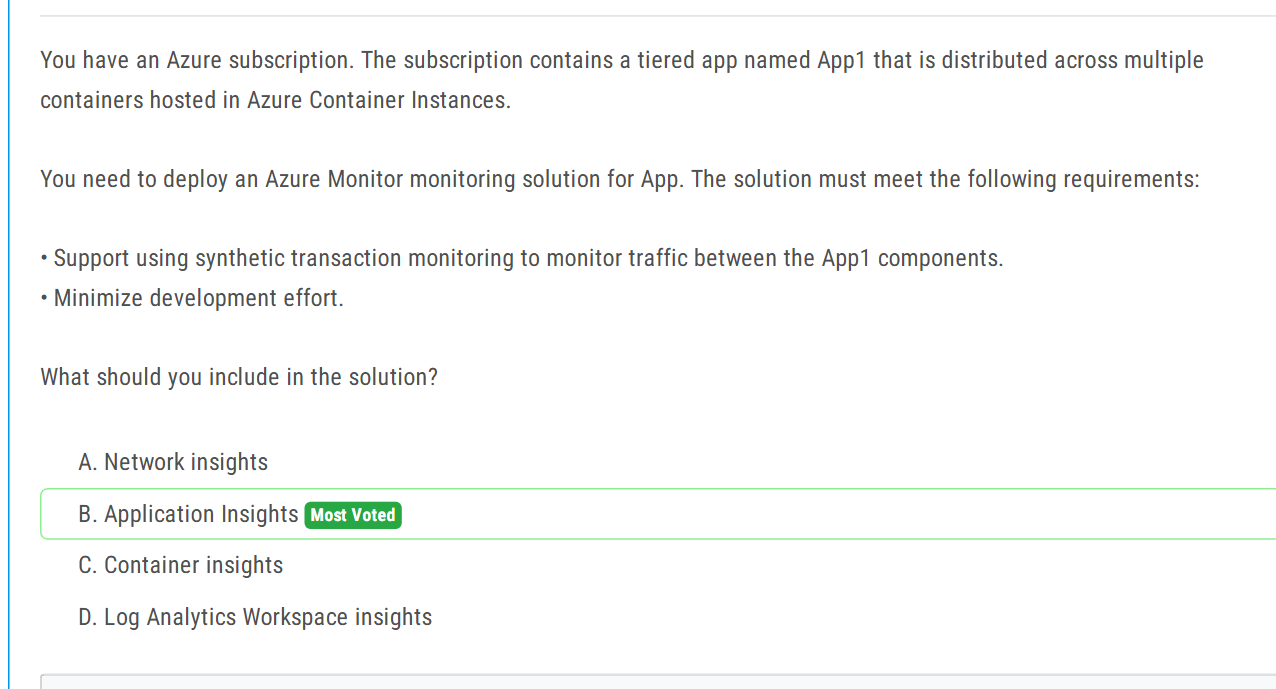 You have an Azure subscription. The subscription contains a tiered app named App1 that is distributed across multiple
containers hosted in Azure Container Instances.
You need to deploy an Azure Monitor monitoring solution for App. The solution must meet the following requirements:
• Support using synthetic transaction monitoring to monitor traffic between the App1 components.
• Minimize development effort.
What should you include in the solution?
A. Network insights
B. Application Insights Most Voted
C. Container insights
D. Log Analytics Workspace insights